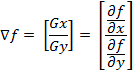 ∇f = [Gx / Gy] = [∂f/∂x / ∂f/∂y]